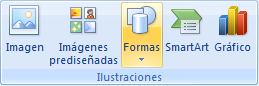 Imagen
Imágenes
prediseñadas
Formas
SmartArt
Gráfico
Ilustraciones